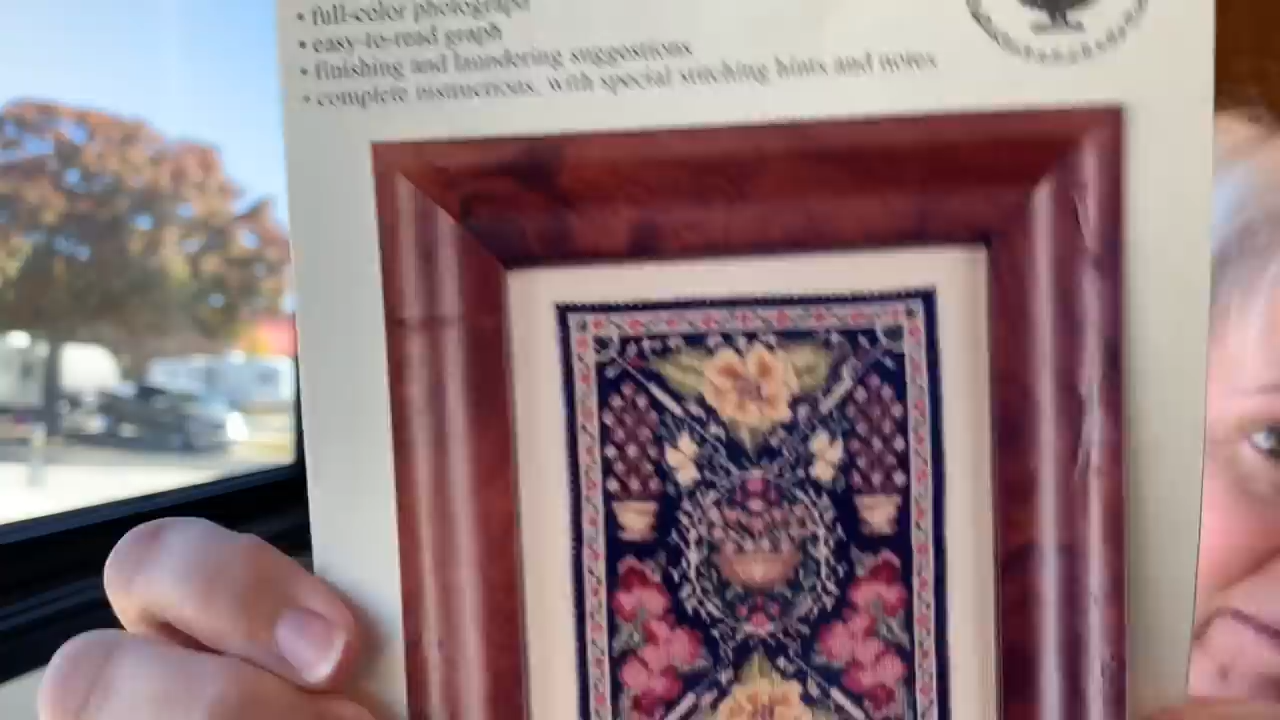 • full-color photograph
• easy-to-read graph
• finishing and laundering suggestions
• complete instructions, with special stitching hints and notes